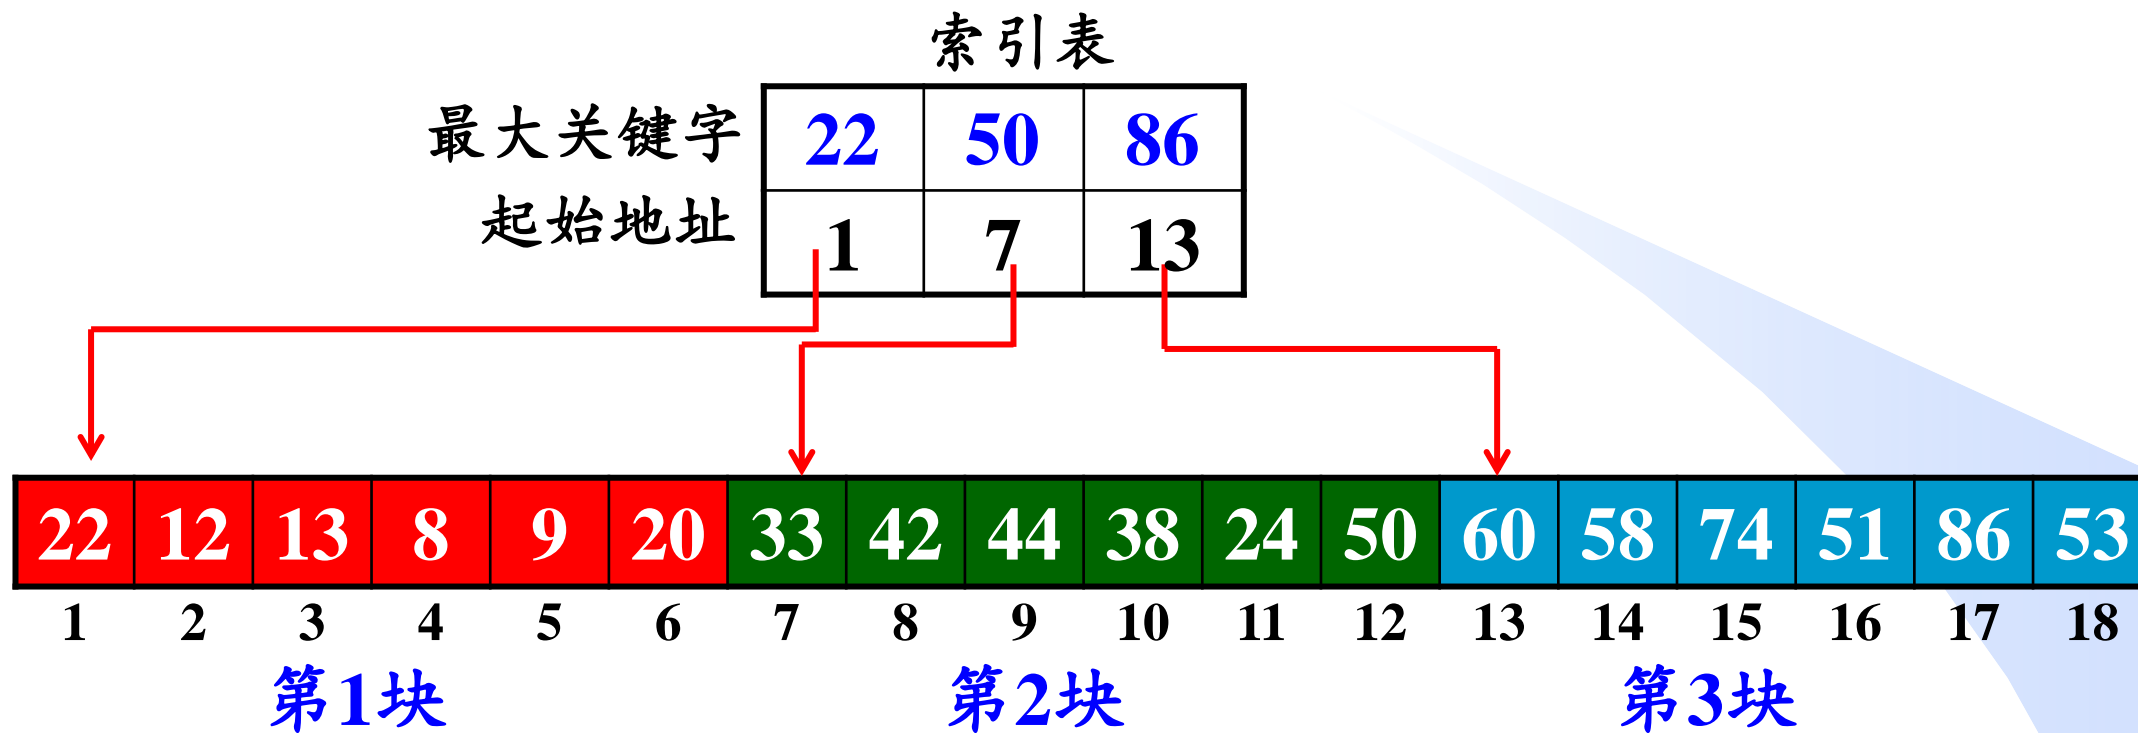 索引表
最大关键字 22 50 86
起始地址 1 7 13
22 12 13 8 9 20 33 42 44 38 24 50 60 58 74 51 86 53
1 2 3 4 5 6 7 8 9 10 11 12 13 14 15 16 17 18
第1块 第2块 第3块